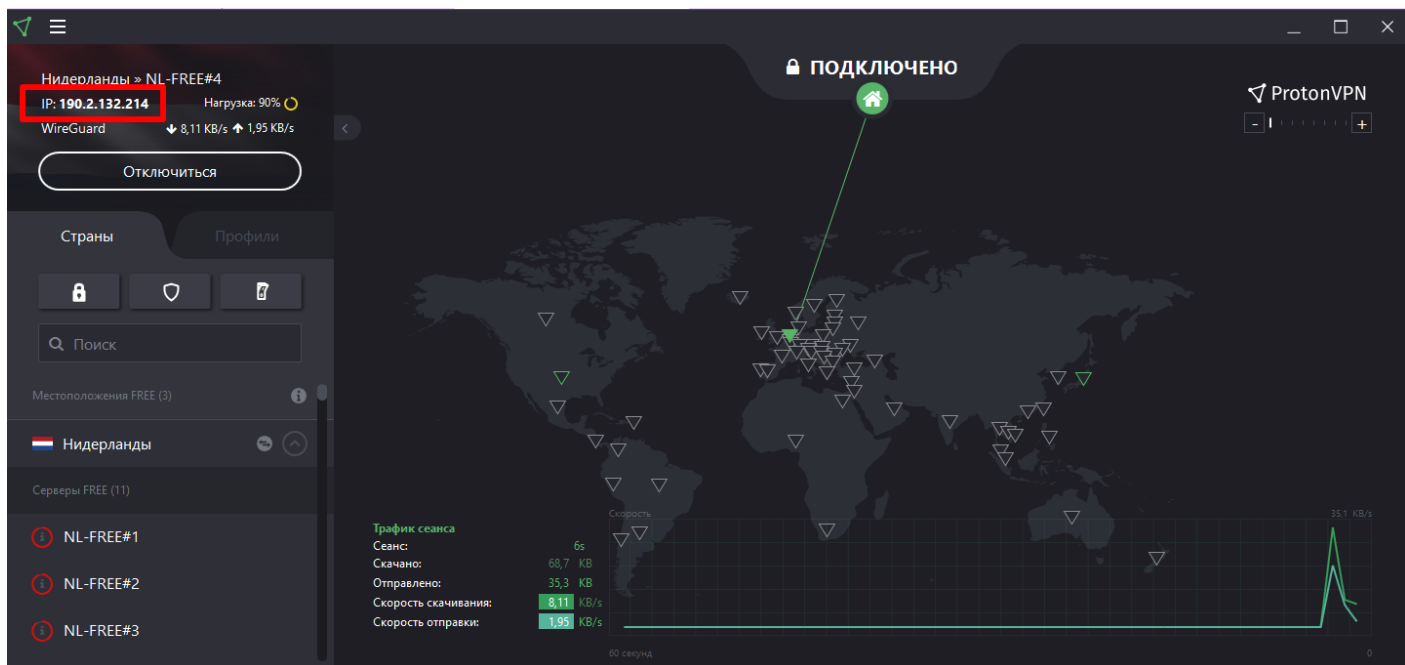 Нидерланды » NL-FREE#4
IP: 190.2.132.214 Нагрузка: 90%
WireGuard 8,11 KB/s 1,95 KB/s
Отключиться
Страны Профили
Поиск
Местоположения FREE (3)
Нидерланды
Серверы FREE (11)
NL-FREE#1
NL-FREE#2
NL-FREE#3
ПОДКЛЮЧЕНО
ProtonVPN
- +
Трафик сеанса
Сеанс: 6s
Скачано: 68,7 KB
Отправлено: 35,3 KB
Скорость скачивания: 8,11 KB/s
Скорость отправки: 1,95 KB/s
Скорость 35,1 KB/s
60 секунд 0